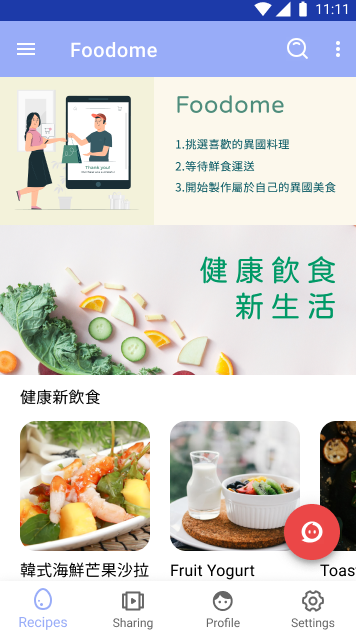 11:11
Foodome
Foodome
1.挑選喜歡的異國料理
2.等待鮮食運送
3.開始製作屬於自己的異國美食
Thank you!
健康飲食
新生活
健康新飲食
韓式海鮮芒果沙拉
Fruit Yogurt
Toas
Recipes
Sharing
Profile
Settings